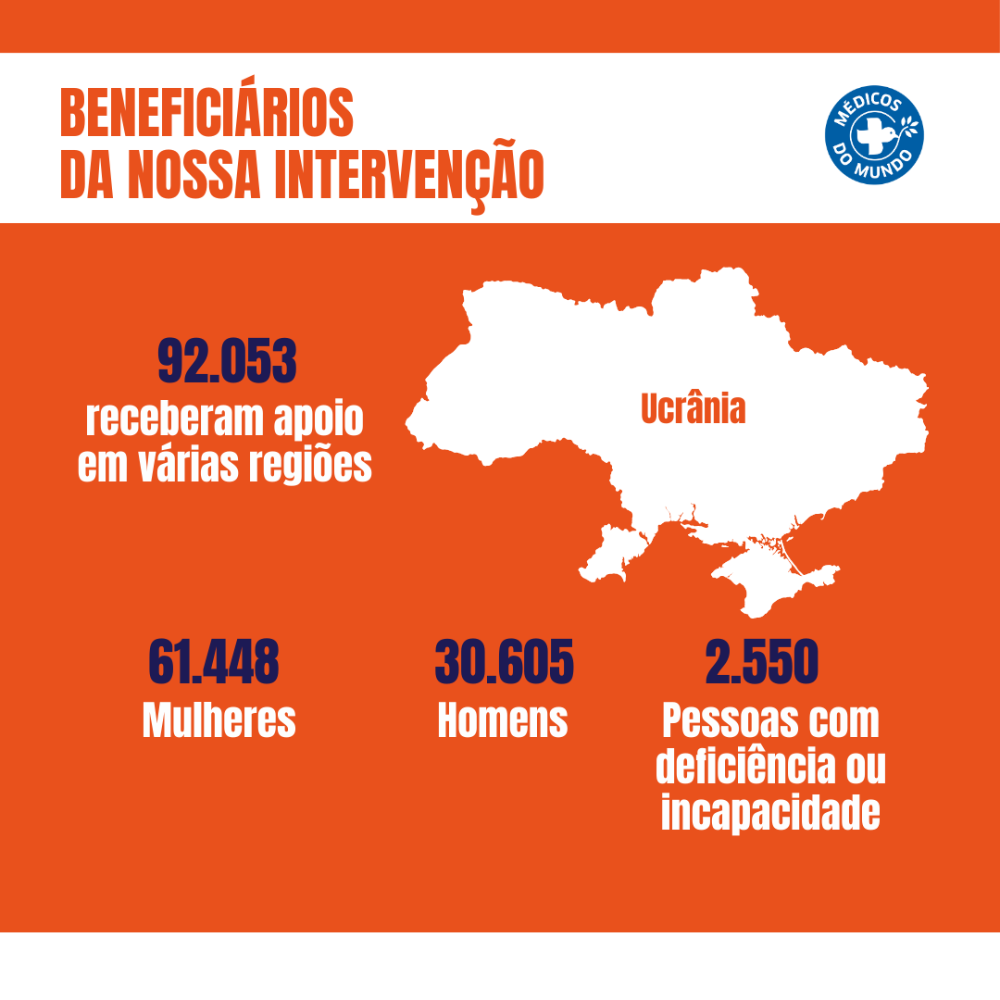 BENEFICIÁRIOS
DA NOSSA INTERVENÇÃO
MÉDICOS
DO MUNDO
92.053
receberam apoio
em várias regiões
Ucrânia
61.448
Mulheres
30.605
Homens
2.550
Pessoas com
deficiência ou
incapacidade